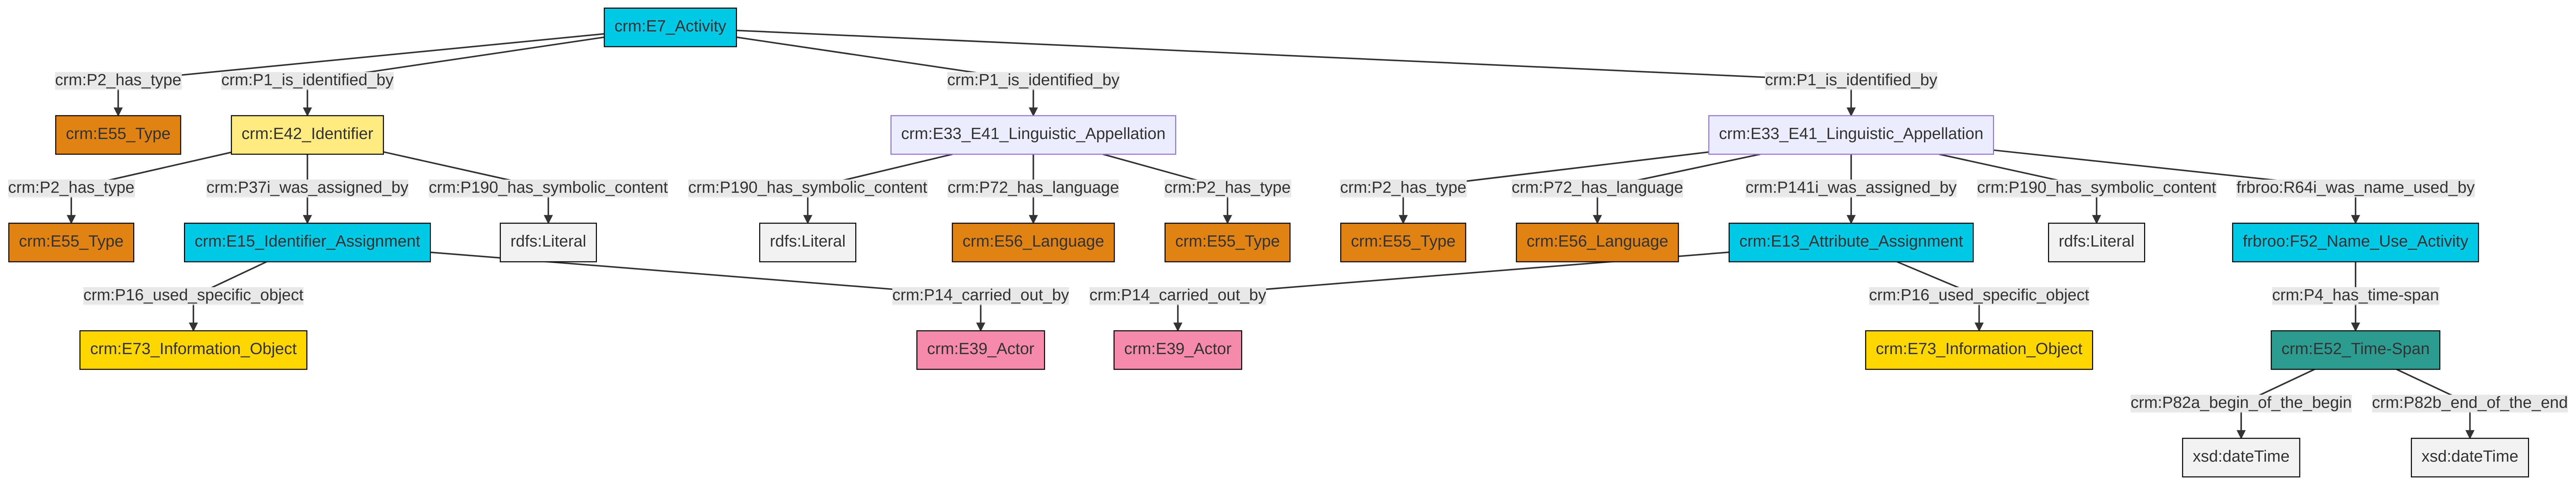 crm:E7_Activity
crm:P2_has_type
crm:P1_is_identified_by
crm:P1_is_identified_by
crm:P1_is_identified_by
crm:E55_Type
crm:E42_Identifier
crm:E33_E41_Linguistic_Appellation
crm:E33_E41_Linguistic_Appellation
crm:P2_has_type
crm:P37i_was_assigned_by
crm:P190_has_symbolic_content
crm:P190_has_symbolic_content
crm:P72_has_language
crm:P2_has_type
crm:P2_has_type
crm:P72_has_language
crm:P141i_was_assigned_by
crm:P190_has_symbolic_content
frbroo:R64i_was_name_used_by
crm:E55_Type
crm:E15_Identifier_Assignment
rdfs:Literal
rdfs:Literal
crm:E56_Language
crm:E55_Type
crm:E55_Type
crm:E56_Language
crm:E13_Attribute_Assignment
rdfs:Literal
frbroo:F52_Name_Use_Activity
crm:P16_used_specific_object
crm:P14_carried_out_by
crm:P14_carried_out_by
crm:P16_used_specific_object
crm:P4_has_time-span
crm:E73_Information_Object
crm:E39_Actor
crm:E39_Actor
crm:E73_Information_Object
crm:E52_Time-Span
crm:P82a_begin_of_the_begin
crm:P82b_end_of_the_end
xsd:dateTime
xsd:dateTime